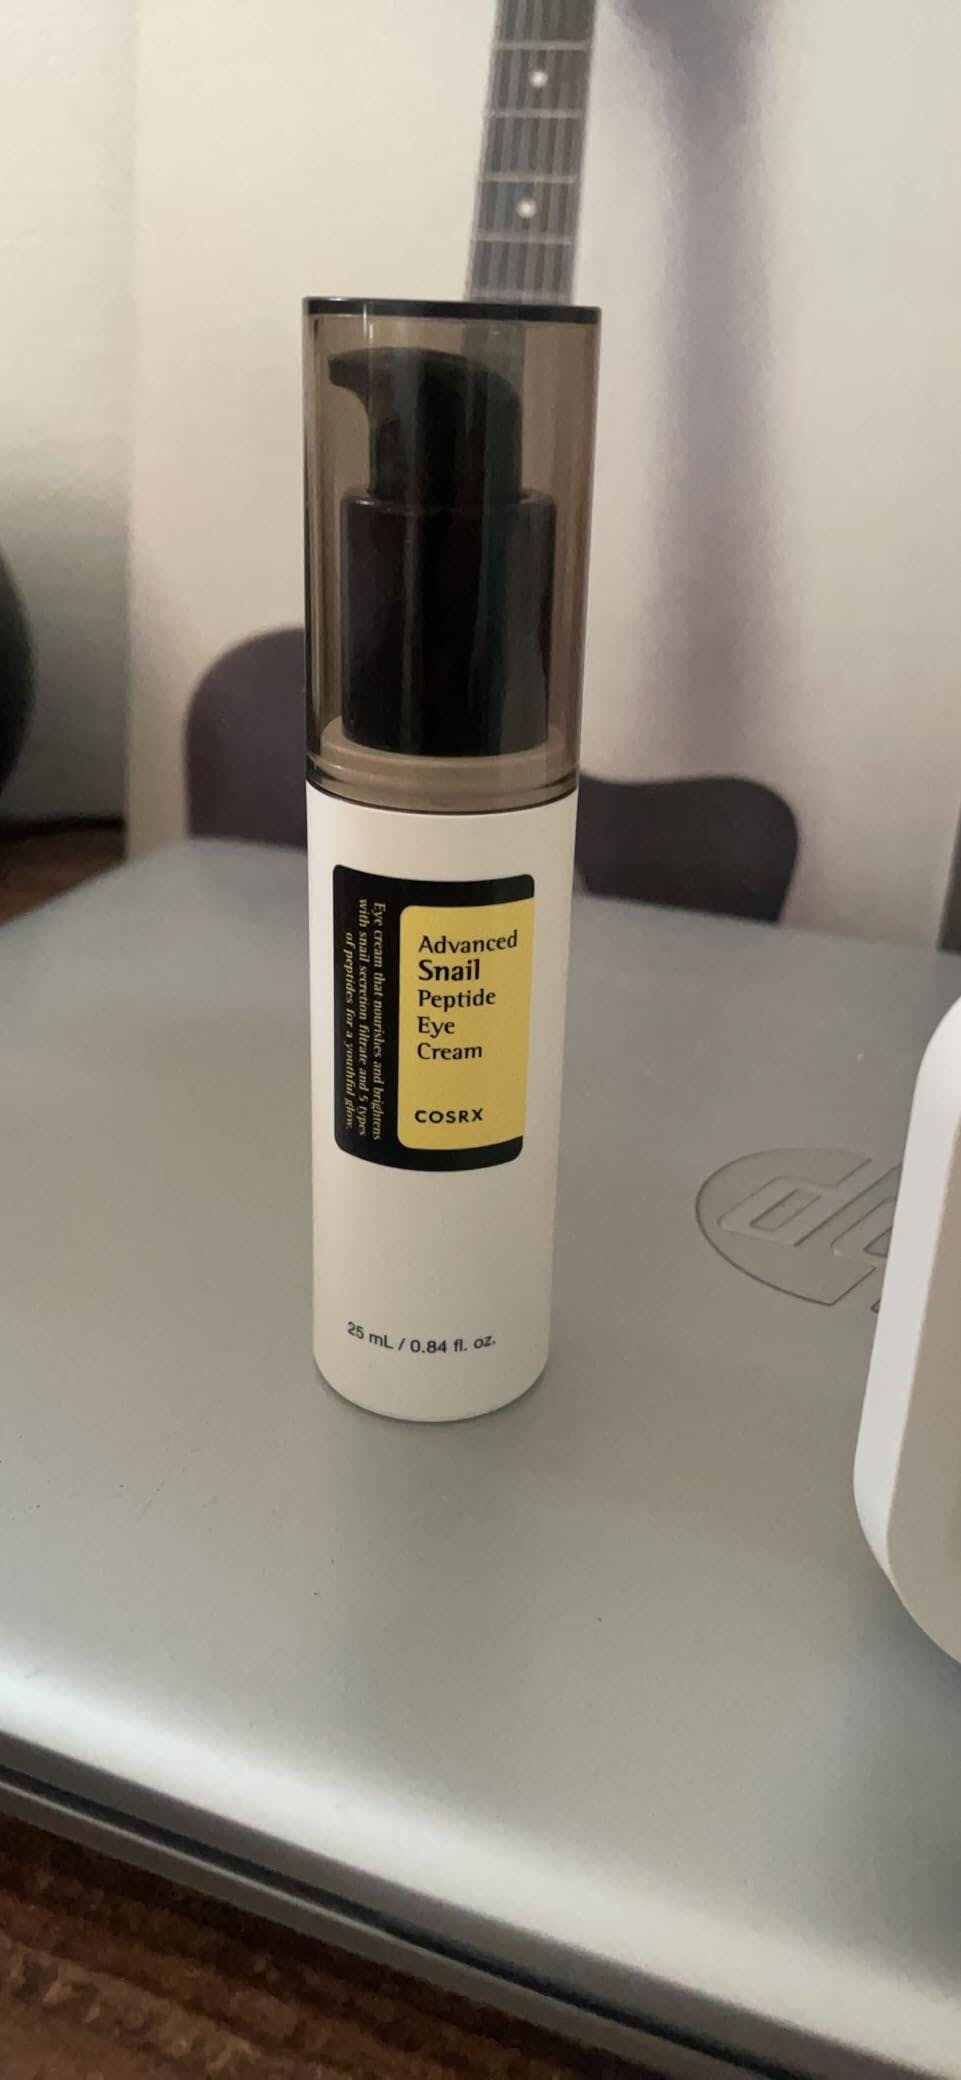 Advanced
Snail
Peptide
Eye
Cream
COSRX
Eye cream that nourishes and brightens
with snail secretion filtrate and 5 types
of peptides for a youthful glow.
25 mL / 0.84 fl. oz.
hp